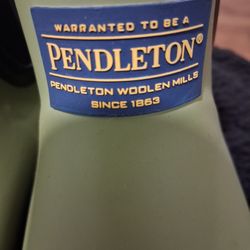 WARRANTED TO BE A
PENDLETON®
PENDLETON WOOLEN MILLS
SINCE 1863